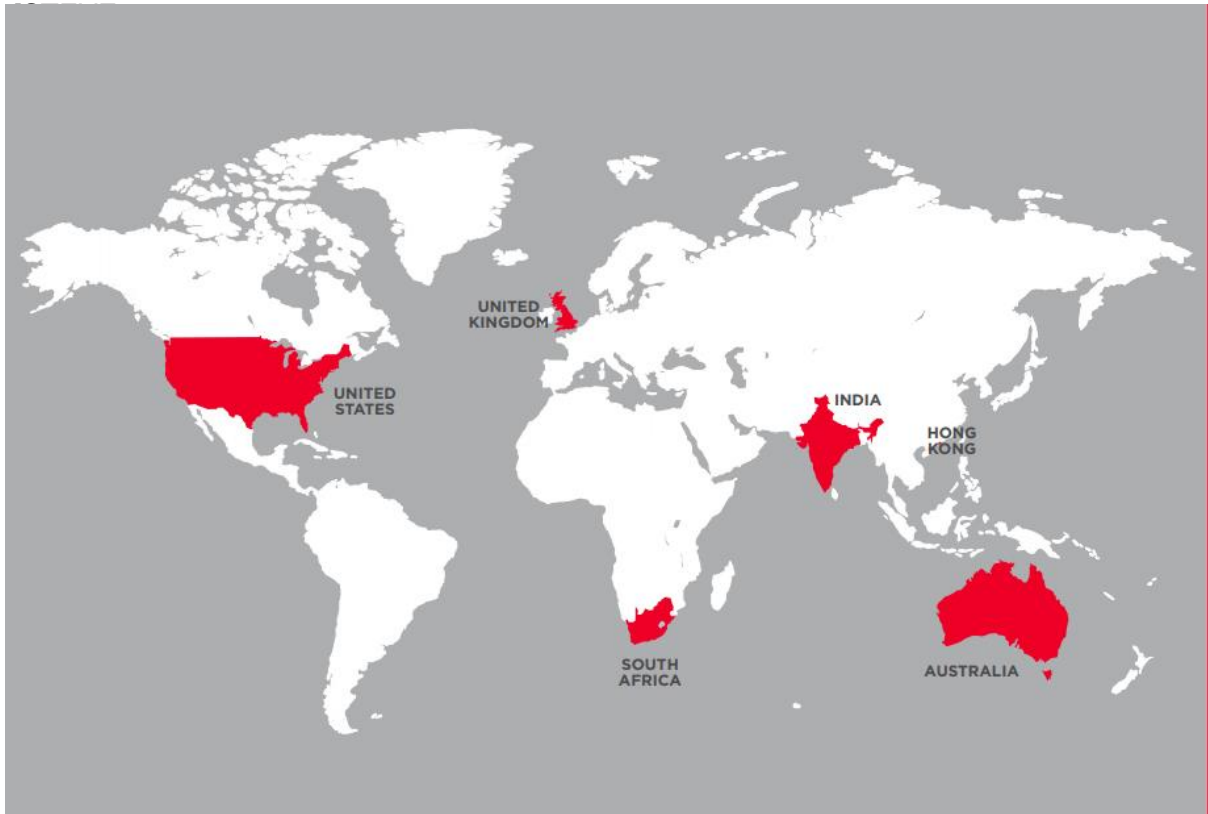 UNITED
KINGDOM
UNITED
STATES
INDIA
HONG
KONG
SOUTH
AFRICA
AUSTRALIA